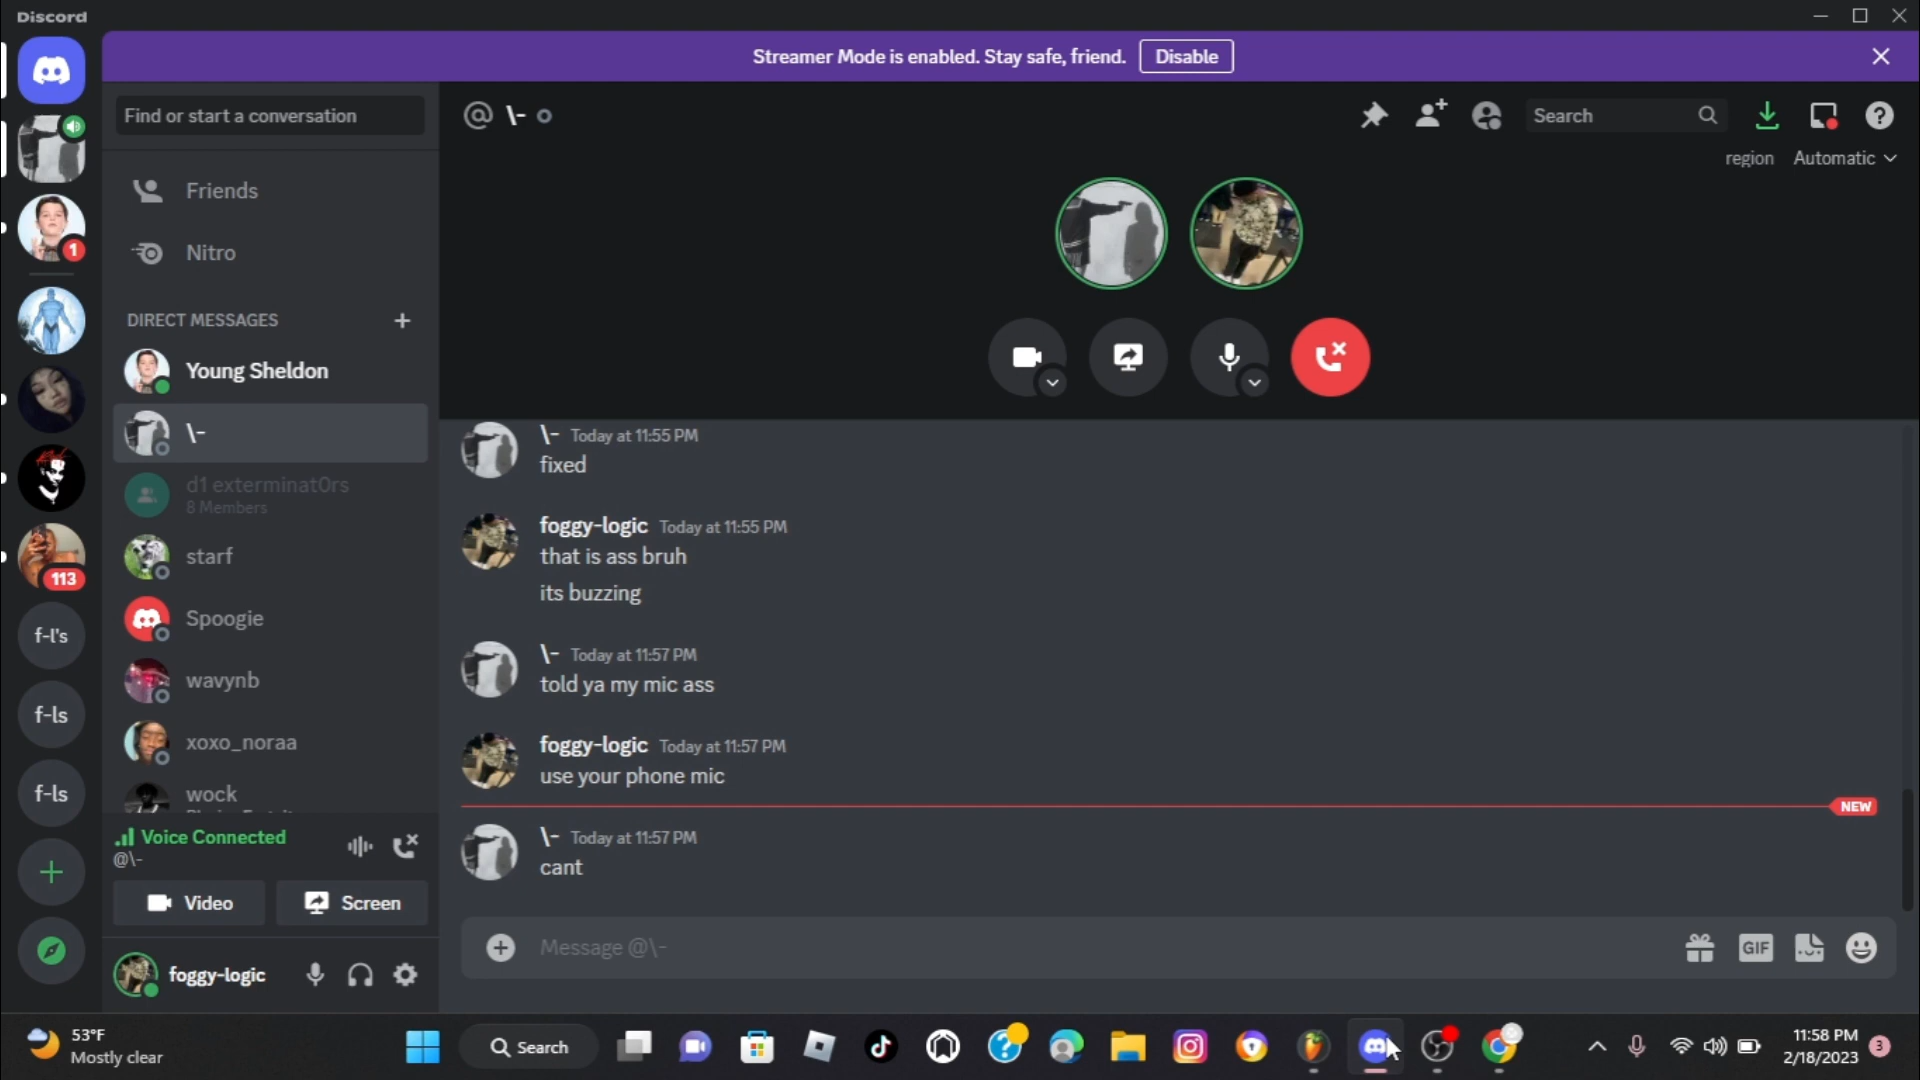 Discord
Streamer Mode is enabled. Stay safe, friend.
Disable
Find or start a conversation
@ \-
Search
region Automatic
Friends
1
Nitro
DIRECT MESSAGES
Young Sheldon
\-
d1 exterminat0rs
8 Members
starf
113
Spoogie
f-l's
wavynb
f-ls
xoxo_noraa
f-ls
wock
Voice Connected
@\-
Video
Screen
foggy-logic
\- Today at 11:55 PM
fixed
foggy-logic Today at 11:55 PM
that is ass bruh
its buzzing
\- Today at 11:57 PM
told ya my mic ass
foggy-logic Today at 11:57 PM
use your phone mic
NEW
\- Today at 11:57 PM
cant
Message @\-
GIF
53°F
Mostly clear
Search
11:58 PM
2/18/2023
3